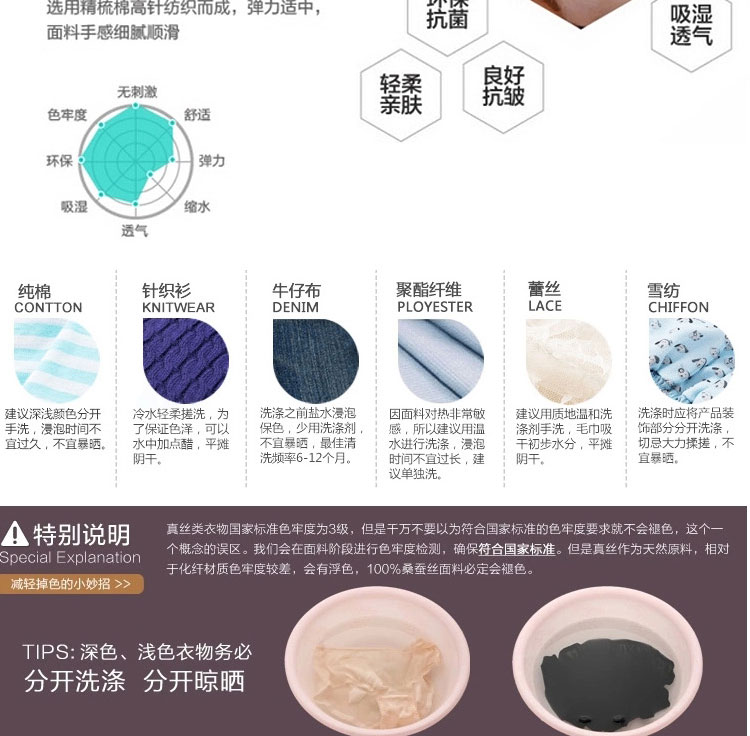 选用精梳棉高针纺织而成，弹力适中，
面料手感细腻顺滑
环保
抗菌
吸湿
透气
轻柔
亲肤
良好
抗皱
无刺激
色牢度
舒适
环保
弹力
吸湿
缩水
透气
纯棉
CONTTON
建议深浅颜色分开
手洗，浸泡时间不
宜过久，不宜暴晒。
针织衫
KNITWEAR
冷水轻柔搓洗，为
了保证色泽，可以
水中加点醋，平摊
阴干。
牛仔布
DENIM
洗涤之前盐水浸泡
保色，少用洗涤剂，
不宜暴晒，最佳清
洗频率6-12个月。
聚酯纤维
PLOYESTER
因面料对热非常敏
感，所以建议用温
水进行洗涤，浸泡
时间不宜过长，建
议单独洗。
蕾丝
LACE
建议用质地温和洗
涤剂手洗，毛巾吸
干初步水分，平摊
阴干。
雪纺
CHIFFON
洗涤时应将产品装
饰部分分开洗涤，
切忌大力揉搓，不
宜暴晒。
特别说明
Special Explanation
减轻掉色的小妙招 >>
真丝类衣物国家标准色牢度为3级，但是千万不要以为符合国家标准的色牢度要求就不会褪色，这个一
个概念的误区。我们会在面料阶段进行色牢度检测，确保符合国家标准。但是真丝作为天然原料，相对
于化纤材质色牢度较差，会有浮色，100%桑蚕丝面料必定会褪色。
TIPS: 深色、浅色衣物务必
分开洗涤 分开晾晒